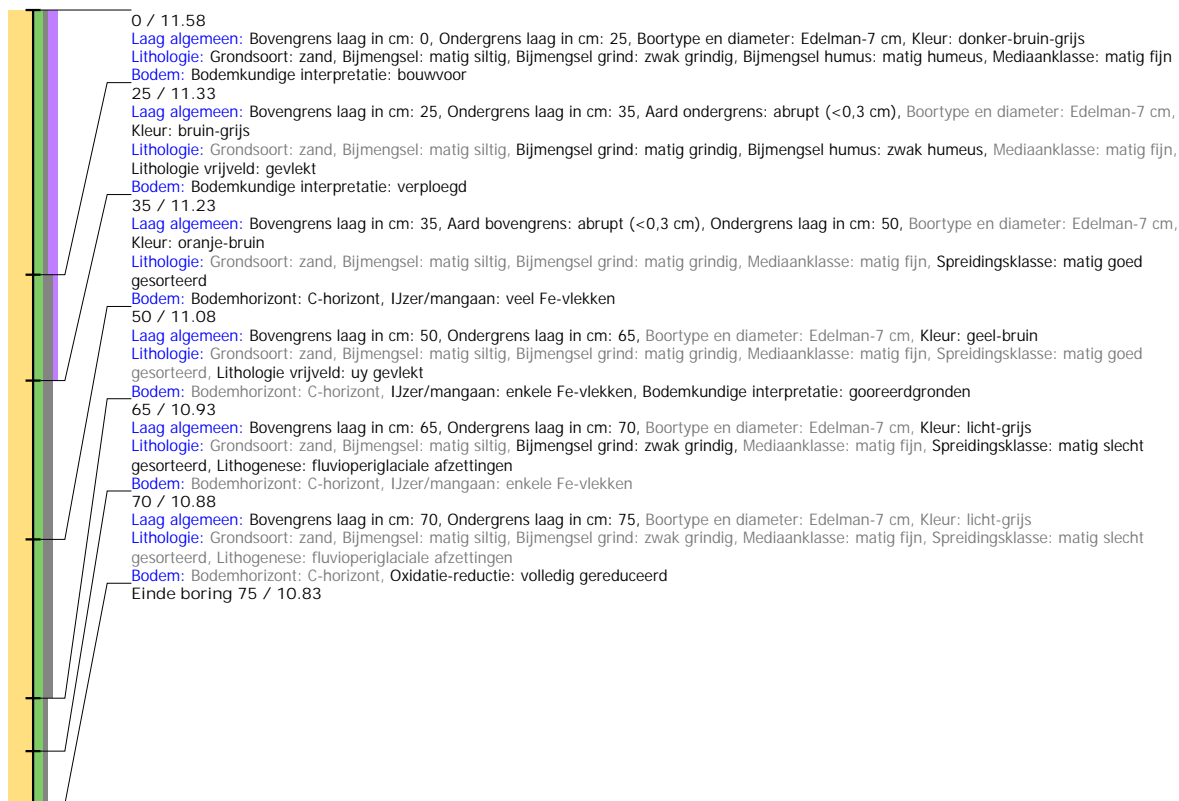 0 / 11.58
Laag algemeen: Bovengrens laag in cm: 0, Ondergrens laag in cm: 25, Boortype en diameter: Edelman-7 cm, Kleur: donker-bruin-grijs
Lithologie: Grondsoort: zand, Bijmengsel: matig siltig, Bijmengsel grind: zwak grindig, Bijmengsel humus: matig humeus, Mediaanklasse: matig fijn
Bodem: Bodemkundige interpretatie: bouwvoor
25 / 11.33
Laag algemeen: Bovengrens laag in cm: 25, Ondergrens laag in cm: 35, Aard ondergrens: abrupt (<0,3 cm), Boortype en diameter: Edelman-7 cm,
Kleur: bruin-grijs
Lithologie: Grondsoort: zand, Bijmengsel: matig siltig, Bijmengsel grind: matig grindig, Bijmengsel humus: zwak humeus, Mediaanklasse: matig fijn,
Lithologie vrijveld: gevlekt
Bodem: Bodemkundige interpretatie: verploegd
35 / 11.23
Laag algemeen: Bovengrens laag in cm: 35, Aard bovengrens: abrupt (<0,3 cm), Ondergrens laag in cm: 50, Boortype en diameter: Edelman-7 cm,
Kleur: oranje-bruin
Lithologie: Grondsoort: zand, Bijmengsel: matig siltig, Bijmengsel grind: matig grindig, Mediaanklasse: matig fijn, Spreidingsklasse: matig goed
gesorteerd
Bodem: Bodemhorizont: C-horizont, IJzer/mangaan: veel Fe-vlekken
50 / 11.08
Laag algemeen: Bovengrens laag in cm: 50, Ondergrens laag in cm: 65, Boortype en diameter: Edelman-7 cm, Kleur: geel-bruin
Lithologie: Grondsoort: zand, Bijmengsel: matig siltig, Bijmengsel grind: matig grindig, Mediaanklasse: matig fijn, Spreidingsklasse: matig goed
gesorteerd, Lithologie vrijveld: uy gevlekt
Bodem: Bodemhorizont: C-horizont, IJzer/mangaan: enkele Fe-vlekken, Bodemkundige interpretatie: gooreerdgronden
65 / 10.93
Laag algemeen: Bovengrens laag in cm: 65, Ondergrens laag in cm: 70, Boortype en diameter: Edelman-7 cm, Kleur: licht-grijs
Lithologie: Grondsoort: zand, Bijmengsel: matig siltig, Bijmengsel grind: zwak grindig, Mediaanklasse: matig fijn, Spreidingsklasse: matig slecht
gesorteerd, Lithogenese: fluvioperiglaciale afzettingen
Bodem: Bodemhorizont: C-horizont, IJzer/mangaan: enkele Fe-vlekken
70 / 10.88
Laag algemeen: Bovengrens laag in cm: 70, Ondergrens laag in cm: 75, Boortype en diameter: Edelman-7 cm, Kleur: licht-grijs
Lithologie: Grondsoort: zand, Bijmengsel: matig siltig, Bijmengsel grind: zwak grindig, Mediaanklasse: matig fijn, Spreidingsklasse: matig slecht
gesorteerd, Lithogenese: fluvioperiglaciale afzettingen
Bodem: Bodemhorizont: C-horizont, Oxidatie-reductie: volledig gereduceerd
Einde boring 75 / 10.83